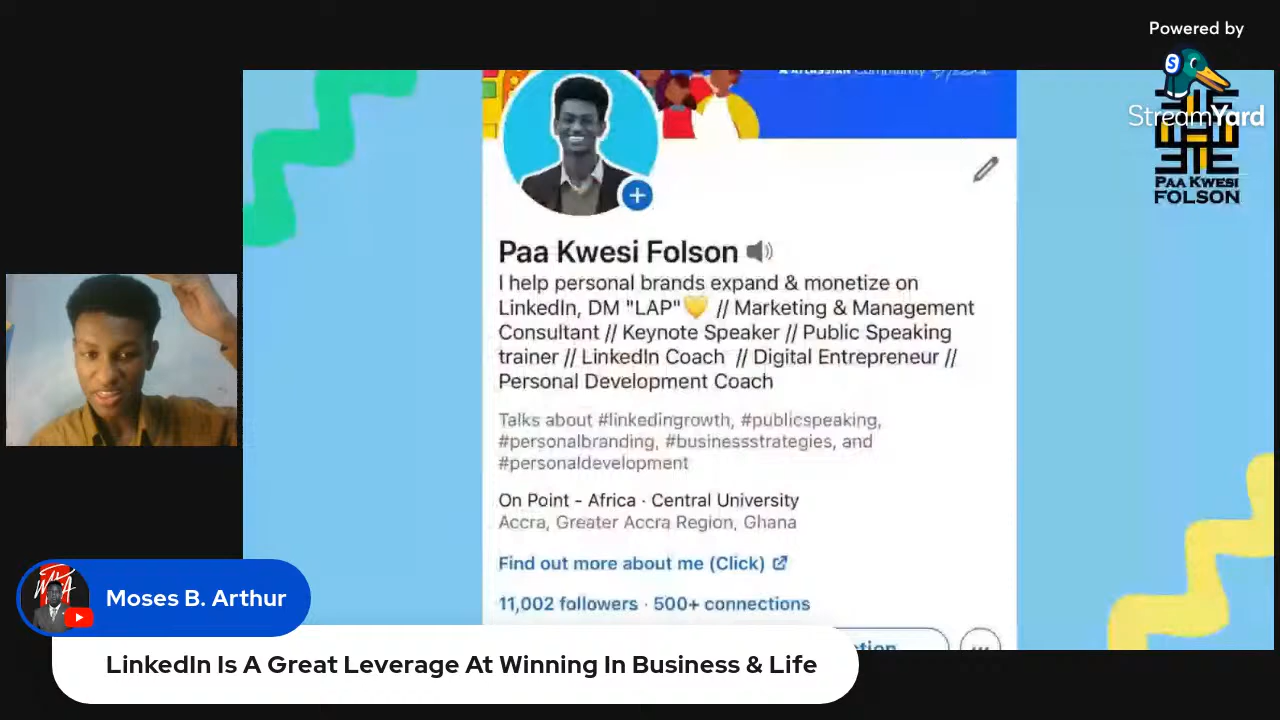 Powered by
StreamYard
PAA KWESI
FOLSON
ATLASSIAN Community
Paa Kwesi Folson
I help personal brands expand & monetize on
LinkedIn, DM "LAP"💛 // Marketing & Management
Consultant // Keynote Speaker // Public Speaking
trainer // LinkedIn Coach // Digital Entrepreneur //
Personal Development Coach
Talks about #linkedingrowth, #publicspeaking,
#personalbranding, #businessstrategies, and
#personaldevelopment
On Point - Africa · Central University
Accra, Greater Accra Region, Ghana
Find out more about me (Click)
11,002 followers · 500+ connections
Moses B. Arthur
LinkedIn Is A Great Leverage At Winning In Business & Life